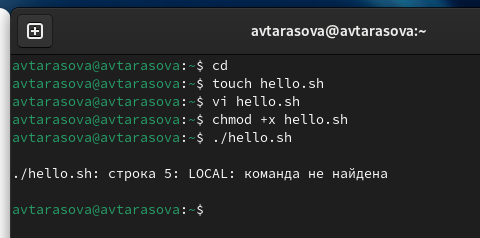 avtarasova@avtarasova:~
avtarasova@avtarasova:~$ cd
avtarasova@avtarasova:~$ touch hello.sh
avtarasova@avtarasova:~$ vi hello.sh
avtarasova@avtarasova:~$ chmod +x hello.sh
avtarasova@avtarasova:~$ ./hello.sh
./hello.sh: строка 5: LOCAL: команда не найдена
avtarasova@avtarasova:~$